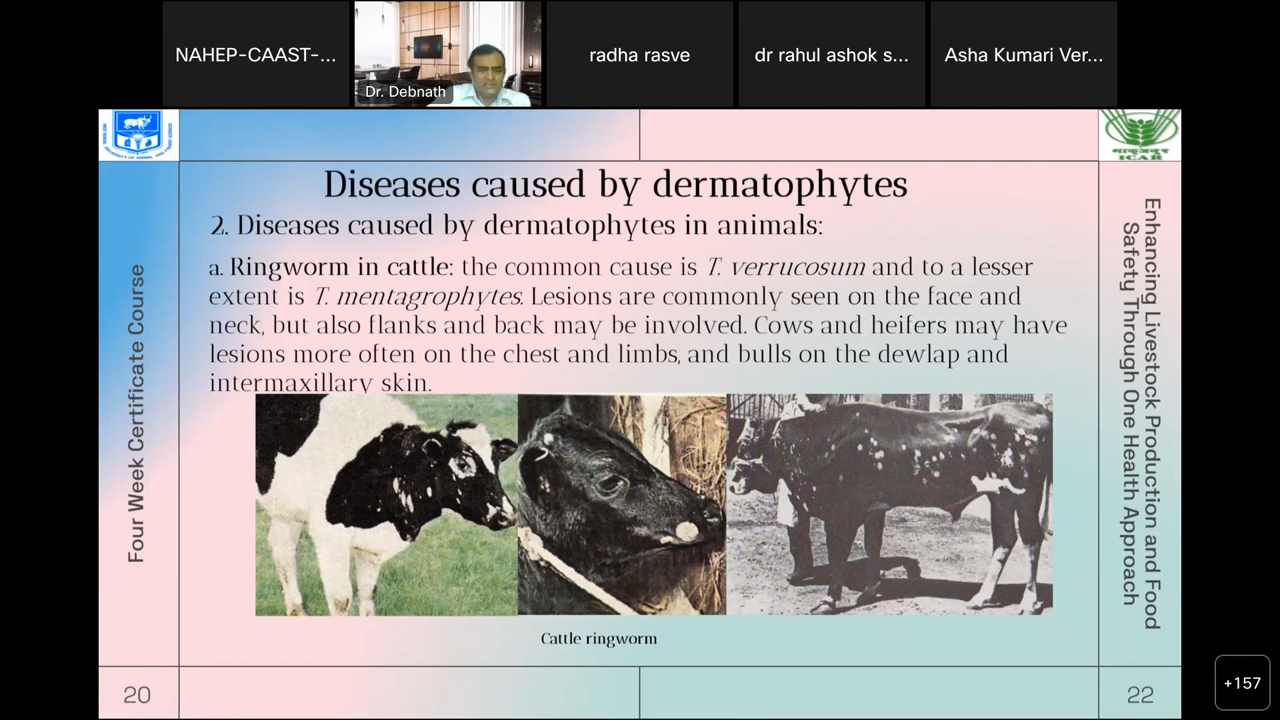 NAHEP-CAAST-...
Dr. Debnath
radha rasve
dr rahul ashok s...
Asha Kumari Ver...
ICAR
Diseases caused by dermatophytes
2. Diseases caused by dermatophytes in animals:
a. Ringworm in cattle: the common cause is T. verrucosum and to a lesser
extent is T. mentagrophytes. Lesions are commonly seen on the face and
neck, but also flanks and back may be involved. Cows and heifers may have
lesions more often on the chest and limbs, and bulls on the dewlap and
intermaxillary skin.
Cattle ringworm
Four Week Certificate Course
Enhancing Livestock Production and Food
Safety Through One Health Approach
20
22
+157